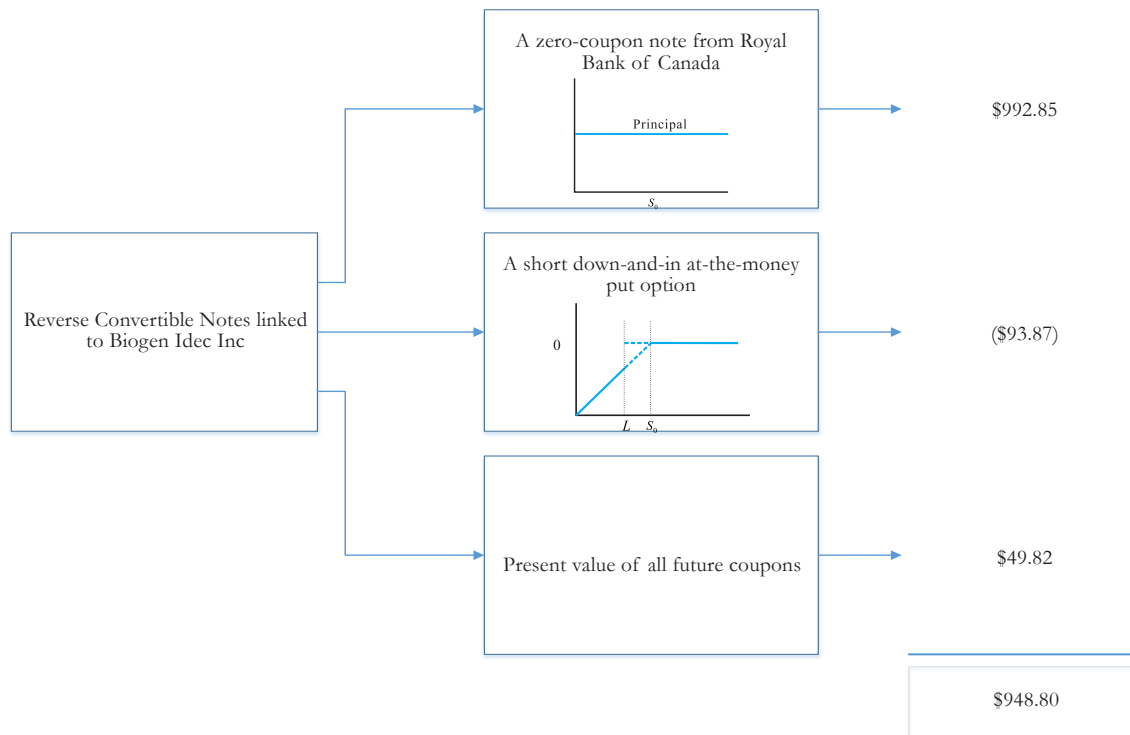 A zero-coupon note from Royal
Bank of Canada
Principal
S₀
$992.85
Reverse Convertible Notes linked
to Biogen Idec Inc
A short down-and-in at-the-money
put option
0
L S₀
($93.87)
Present value of all future coupons
$49.82
$948.80